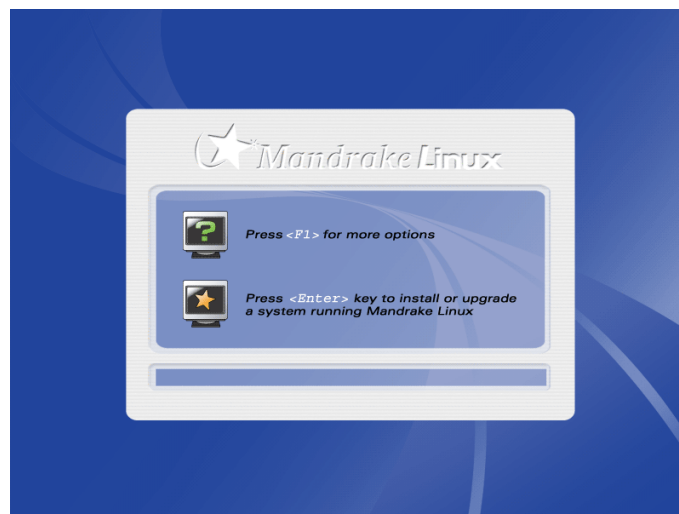 Mandrake Linux
Press <F1> for more options
Press <Enter> key to install or upgrade
a system running Mandrake Linux